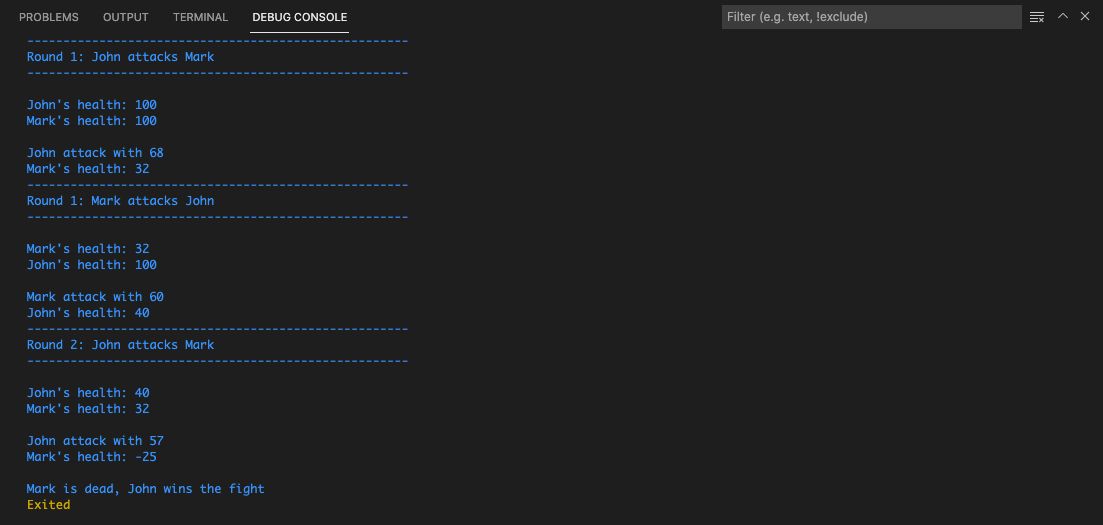 PROBLEMS OUTPUT TERMINAL DEBUG CONSOLE Filter (e.g. text, !exclude)
-----------------------------------------------------
Round 1: John attacks Mark
-----------------------------------------------------
John's health: 100
Mark's health: 100
John attack with 68
Mark's health: 32
-----------------------------------------------------
Round 1: Mark attacks John
-----------------------------------------------------
Mark's health: 32
John's health: 100
Mark attack with 60
John's health: 40
-----------------------------------------------------
Round 2: John attacks Mark
-----------------------------------------------------
John's health: 40
Mark's health: 32
John attack with 57
Mark's health: -25
Mark is dead, John wins the fight
Exited